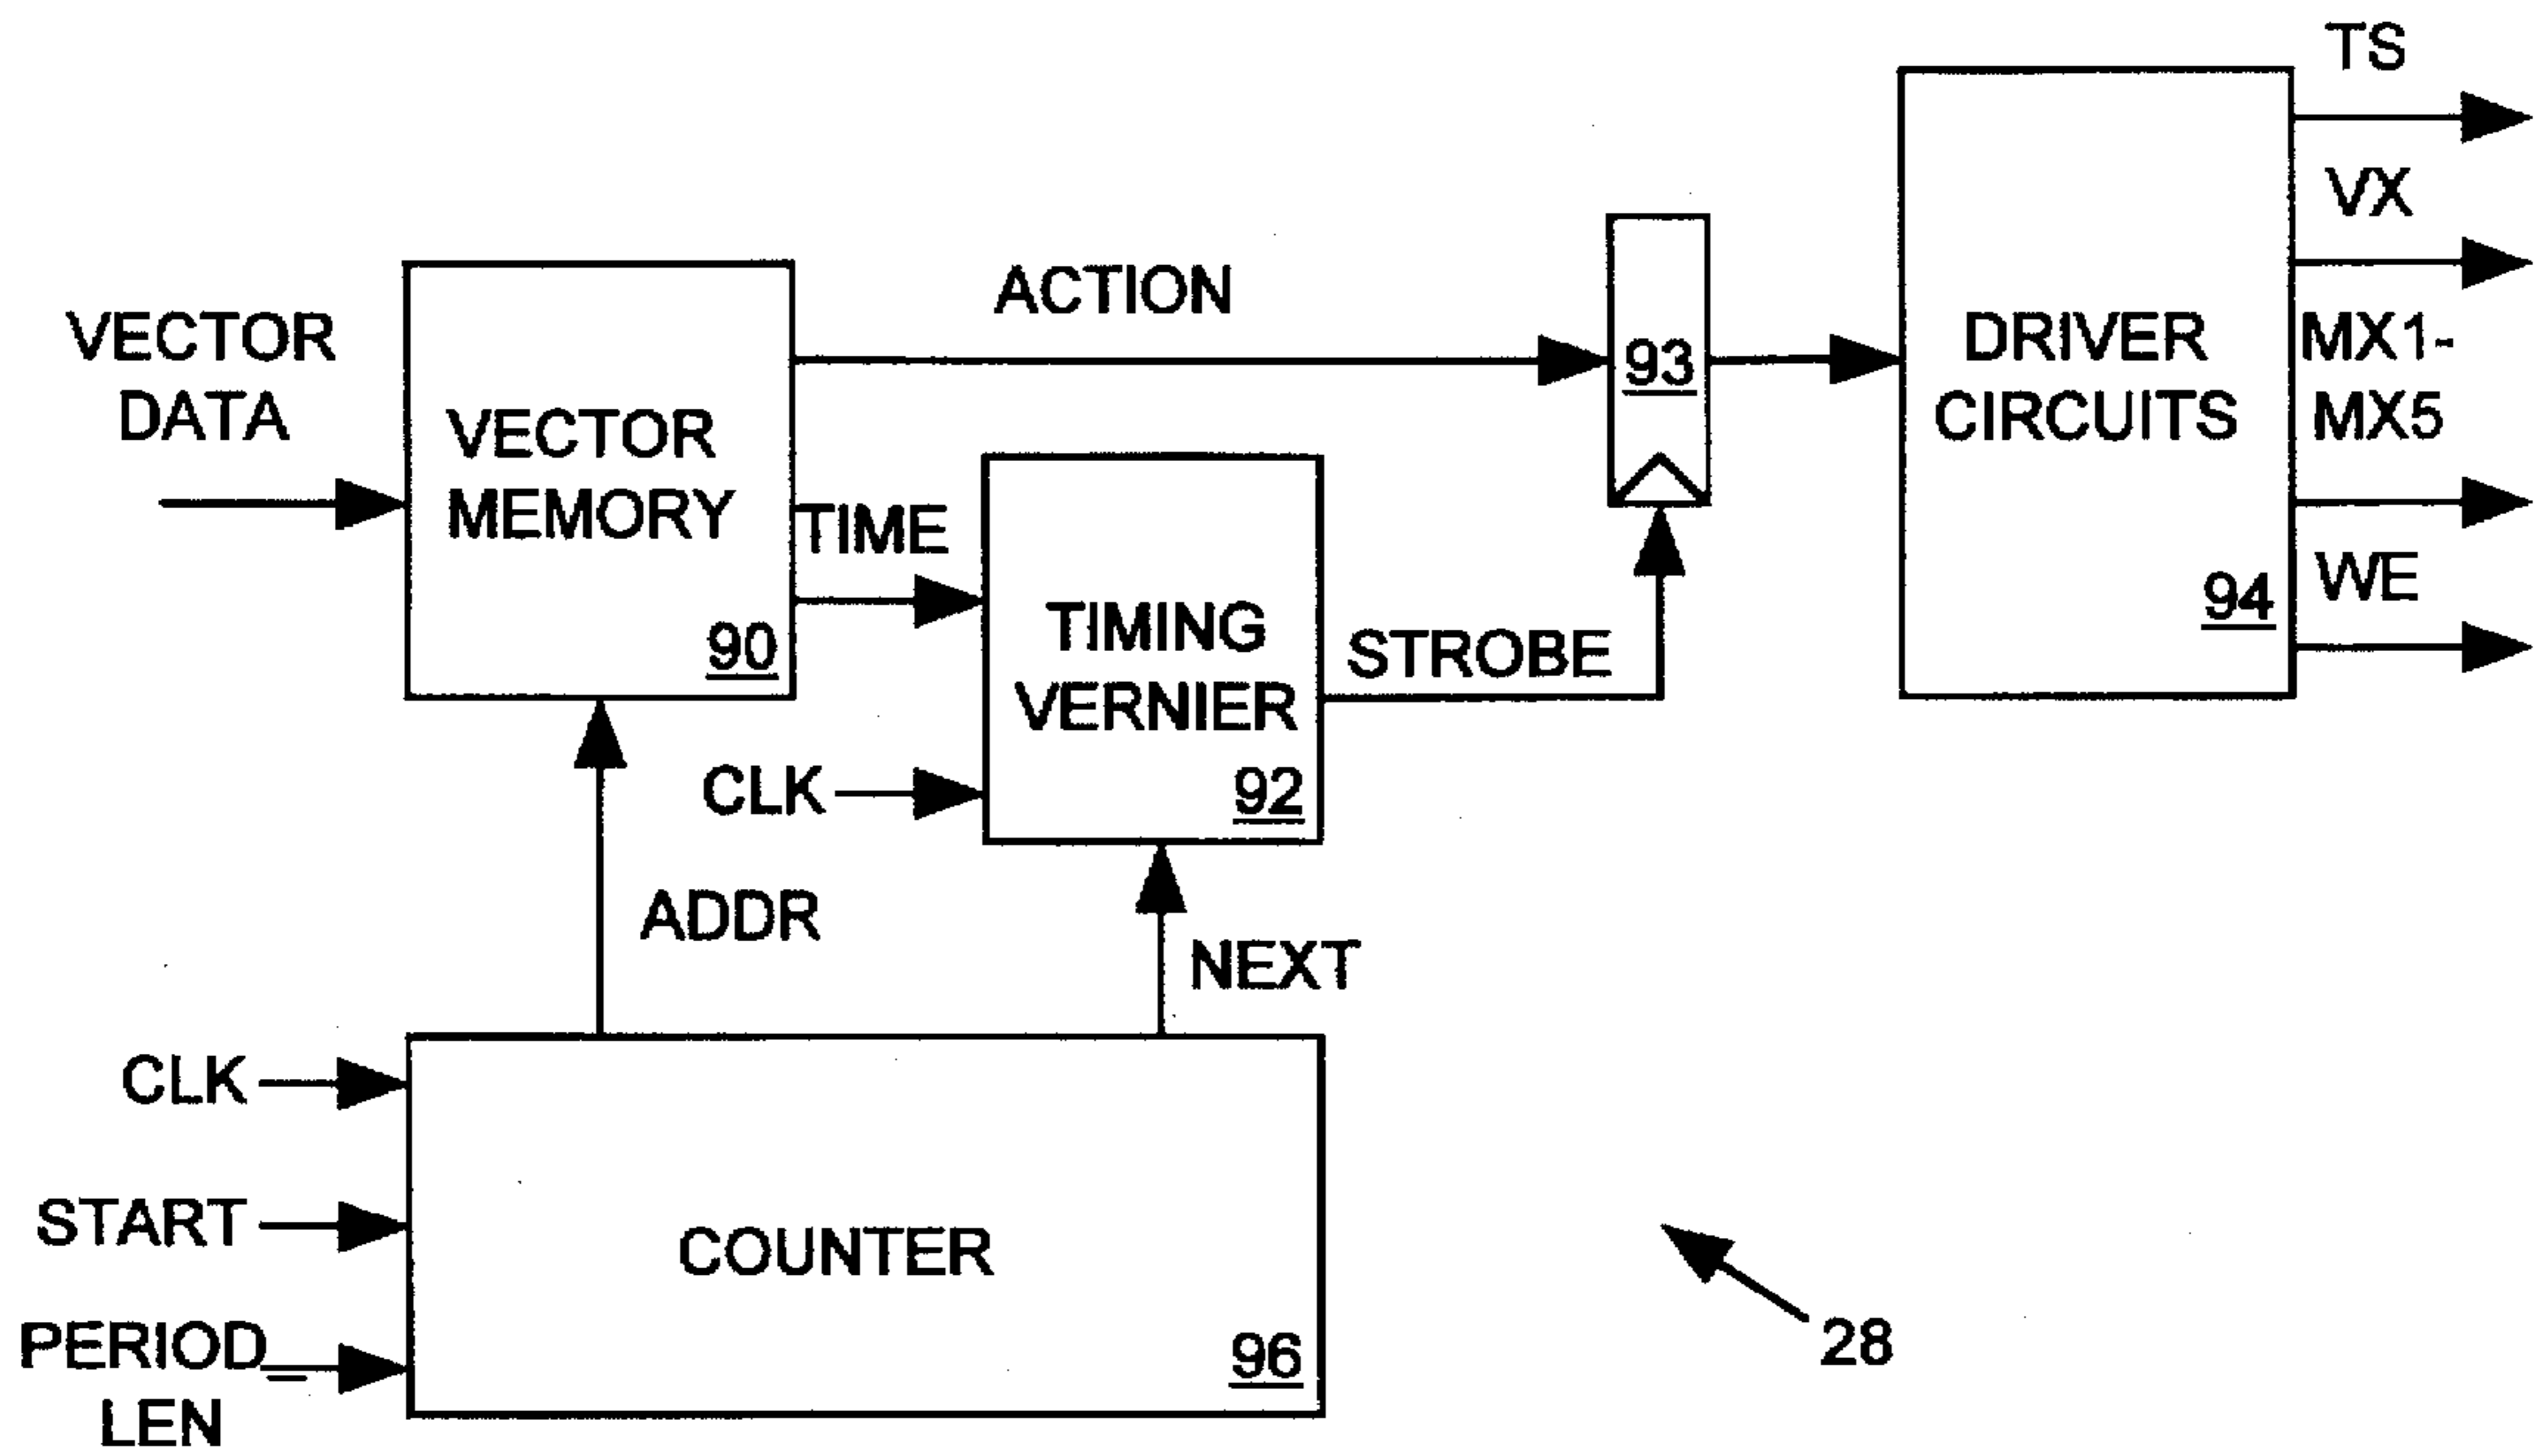 TS
VX
MX1-
MX5
WE
ACTION
93
DRIVER
CIRCUITS
94
VECTOR
DATA
VECTOR
MEMORY
90
TIME
TIMING
VERNIER
92
STROBE
CLK
ADDR
NEXT
CLK
START
PERIOD_
LEN
COUNTER
96
28